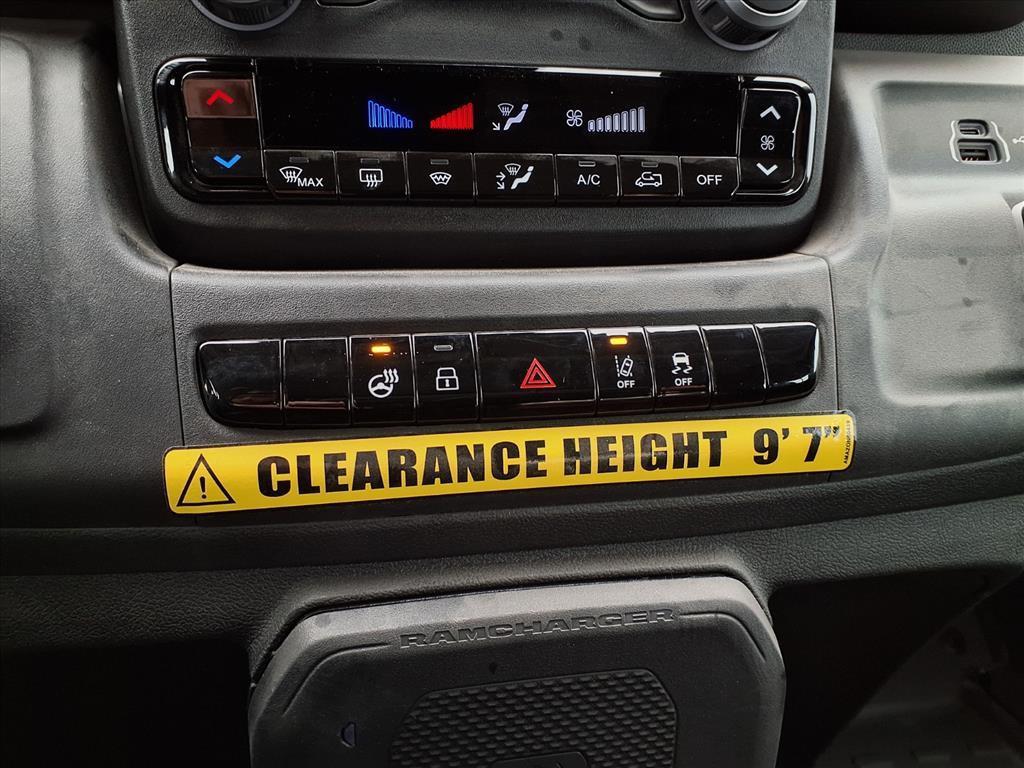 MAX
A/C
OFF
OFF
OFF
CLEARANCE HEIGHT 9' 7"
RAMCHARGER